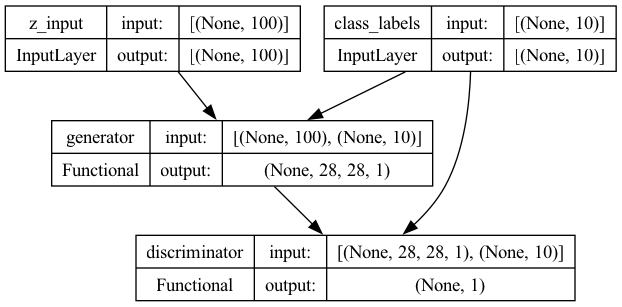 z_input input: [(None, 100)]
InputLayer output: [(None, 100)]
class_labels input: [(None, 10)]
InputLayer output: [(None, 10)]
generator input: [(None, 100), (None, 10)]
Functional output: (None, 28, 28, 1)
discriminator input: [(None, 28, 28, 1), (None, 10)]
Functional output: (None, 1)